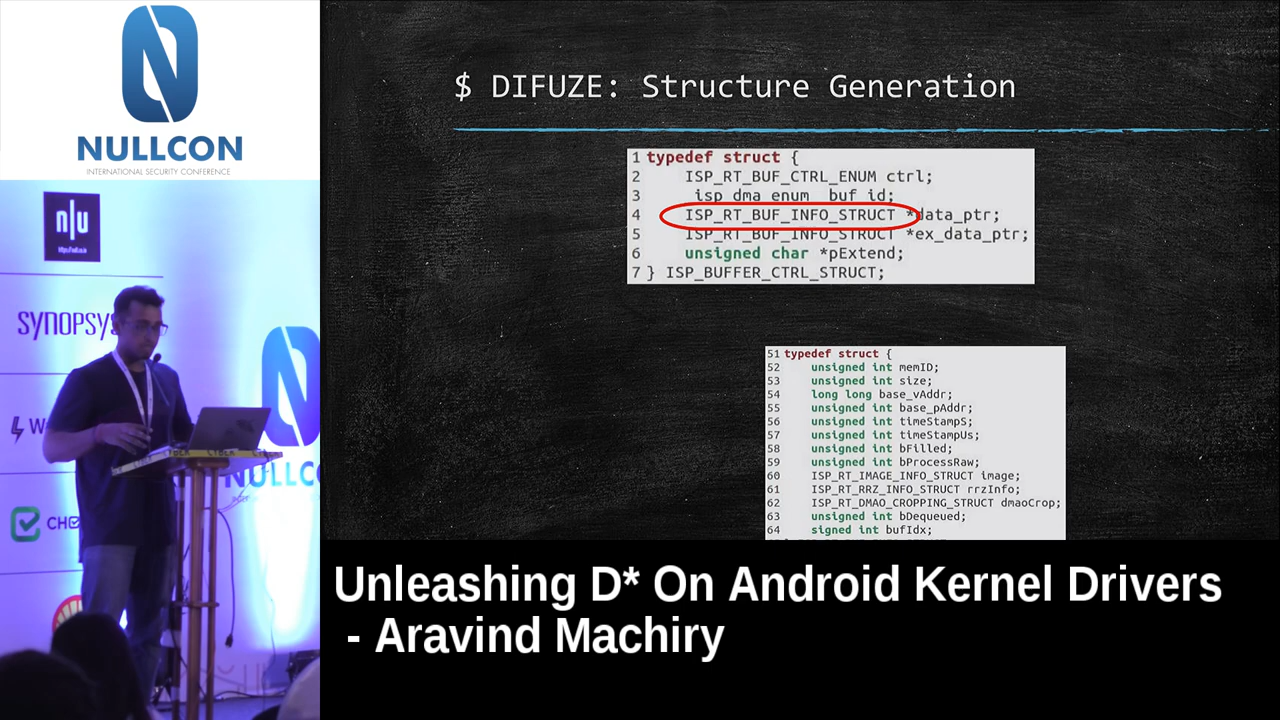 NULLCON
INTERNATIONAL SECURITY CONFERENCE
n|u
SYNOPSYS
W
CHE
NULLC
$ DIFUZE: Structure Generation
1 typedef struct {
2 ISP_RT_BUF_CTRL_ENUM ctrl;
3 _isp_dma_enum_ buf_id;
4 ISP_RT_BUF_INFO_STRUCT *data_ptr;
5 ISP_RT_BUF_INFO_STRUCT *ex_data_ptr;
6 unsigned char *pExtend;
7 } ISP_BUFFER_CTRL_STRUCT;
51 typedef struct {
52 unsigned int memID;
53 unsigned int size;
54 long long base_vAddr;
55 unsigned int base_pAddr;
56 unsigned int timeStampS;
57 unsigned int timeStampUs;
58 unsigned int bFilled;
59 unsigned int bProcessRaw;
60 ISP_RT_IMAGE_INFO_STRUCT image;
61 ISP_RT_RRZ_INFO_STRUCT rrzInfo;
62 ISP_RT_DMAO_CROPPING_STRUCT dmaoCrop;
63 unsigned int bDequeued;
64 signed int bufIdx;
Unleashing D* On Android Kernel Drivers
- Aravind Machiry